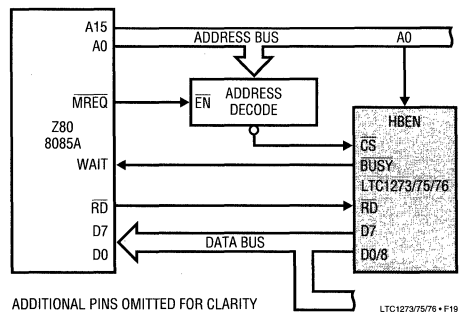 A15
A0
ADDRESS BUS
A0
MREQ
EN
ADDRESS
DECODE
HBEN
Z80
8085A
CS
WAIT
BUSY
LTC1273/75/76
RD
RD
D7
D7
DATA BUS
D0
D0/8
ADDITIONAL PINS OMITTED FOR CLARITY
LTC1273/75/76 • F19